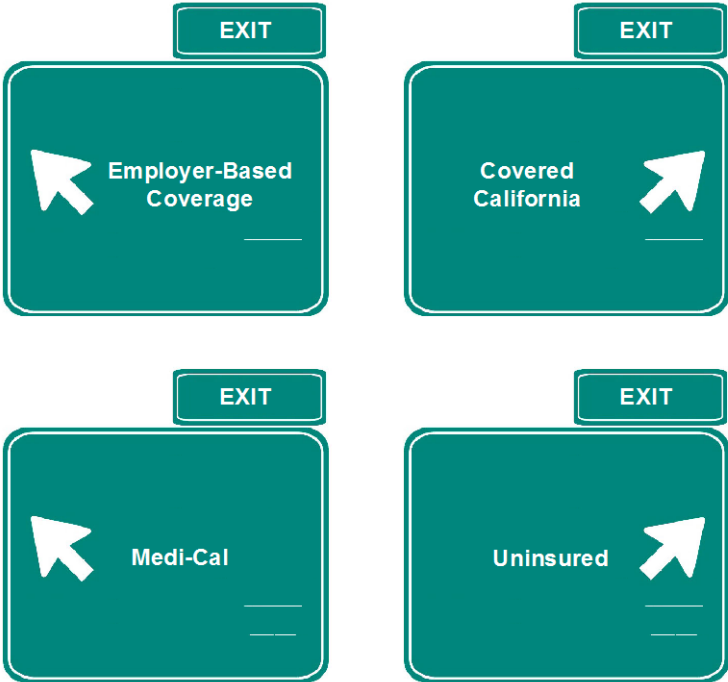 EXIT
Employer-Based
Coverage
EXIT
Covered
California
EXIT
Medi-Cal
EXIT
Uninsured